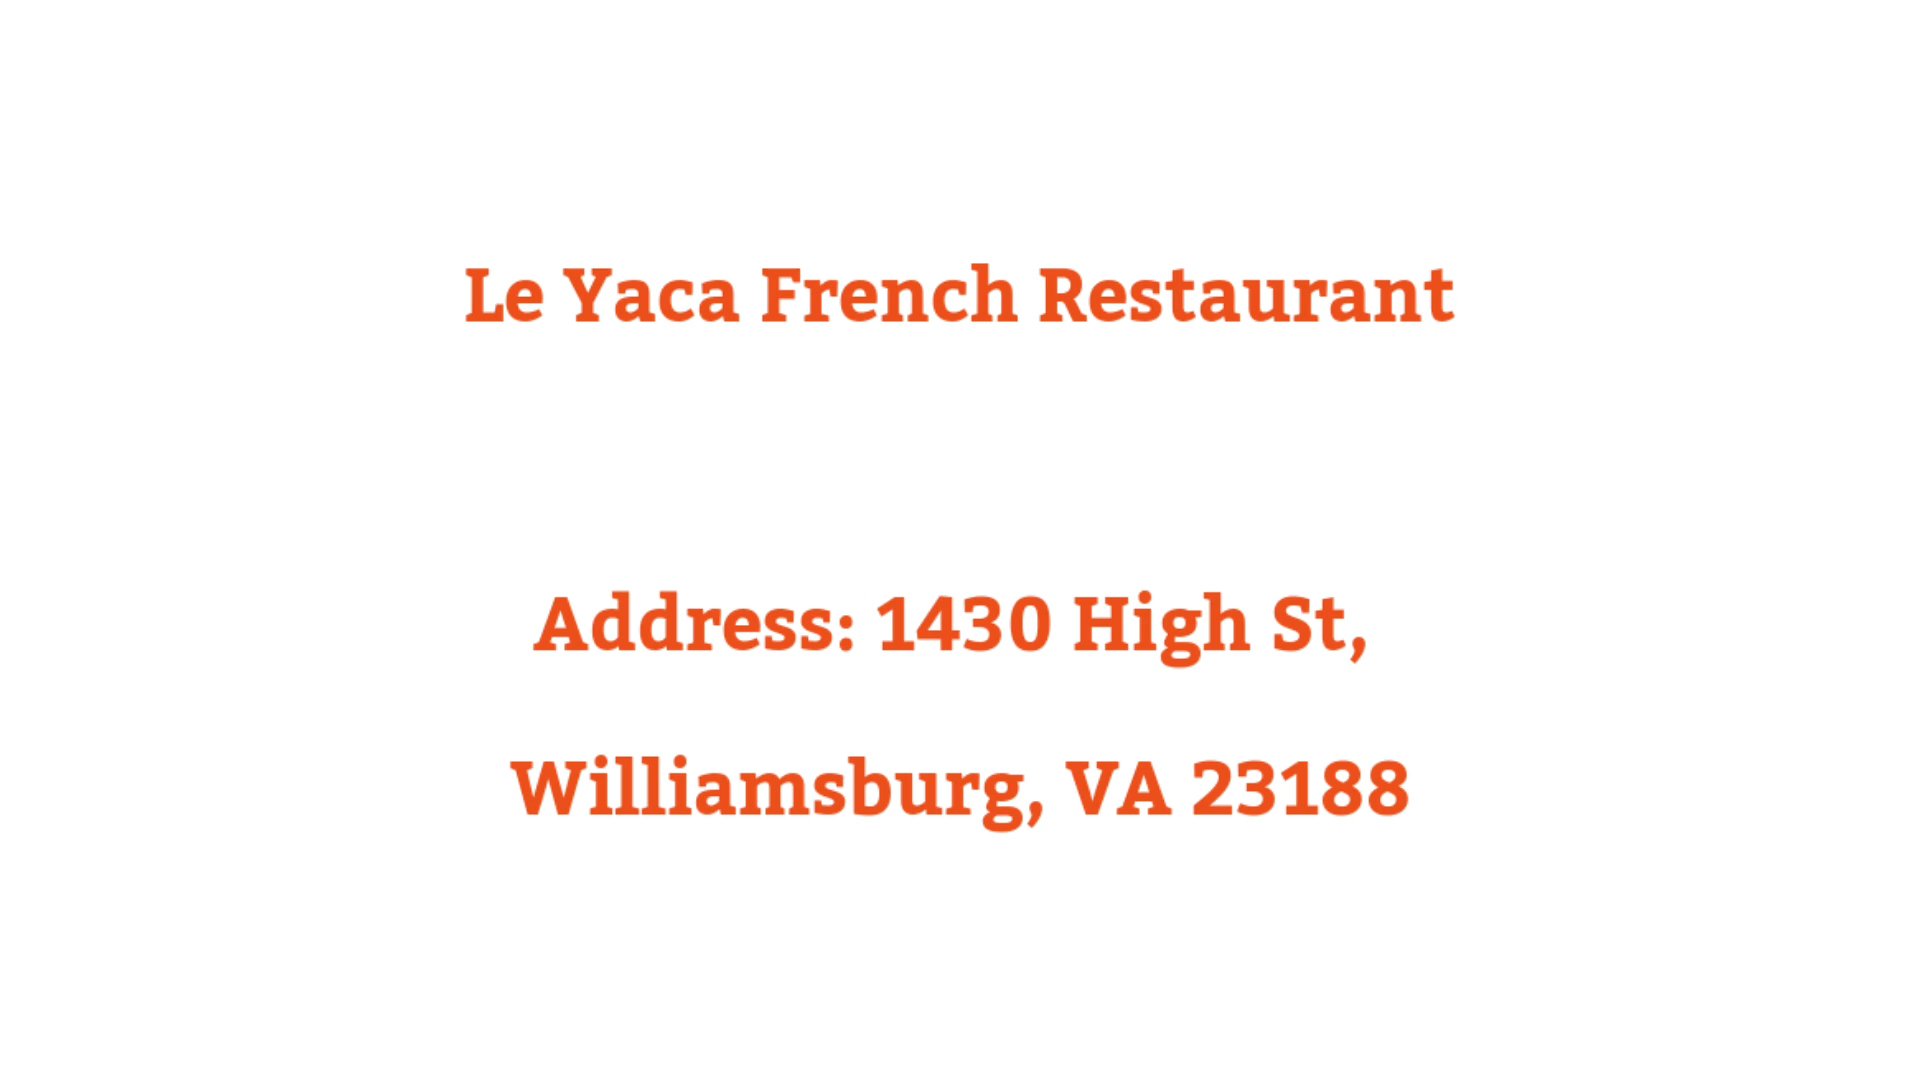 Le Yaca French Restaurant
Address: 1430 High St,
Williamsburg, VA 23188